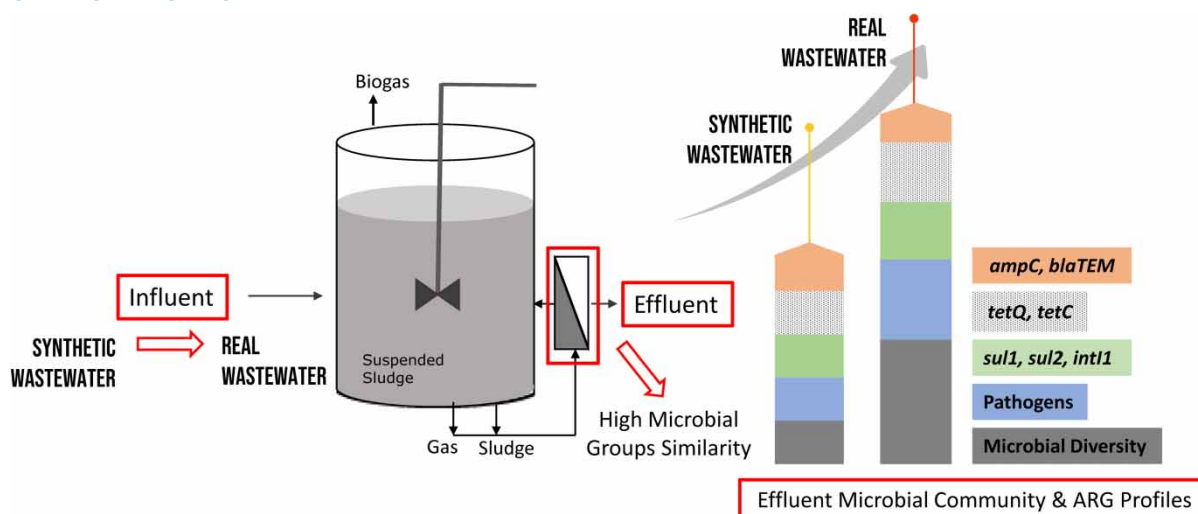 Biogas
Influent
SYNTHETIC
WASTEWATER
REAL
WASTEWATER
Suspended
Sludge
Gas
Sludge
Effluent
High Microbial
Groups Similarity
SYNTHETIC
WASTEWATER
REAL
WASTEWATER
ampC, blaTEM
tetQ, tetC
sul1, sul2, intI1
Pathogens
Microbial Diversity
Effluent Microbial Community & ARG Profiles